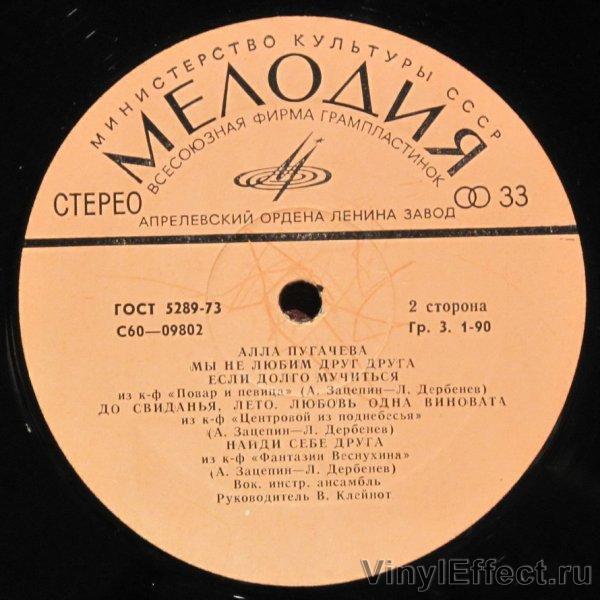 МИНИСТЕРСТВО КУЛЬТУРЫ СССР
МЕЛОДИЯ
ВСЕСОЮЗНАЯ ФИРМА ГРАМПЛАСТИНОК
СТЕРЕО
33
АПРЕЛЕВСКИЙ ОРДЕНА ЛЕНИНА ЗАВОД
ГОСТ 5289-73
2 сторона
С60—09802
Гр. 3. 1-90
АЛЛА ПУГАЧЕВА
МЫ НЕ ЛЮБИМ ДРУГ ДРУГА
ЕСЛИ ДОЛГО МУЧИТЬСЯ
из к-ф «Повар и певица» (А. Зацепин—Л. Дербенев)
ДО СВИДАНЬЯ, ЛЕТО. ЛЮБОВЬ ОДНА ВИНОВАТА
из к-ф «Центровой из поднебесья»
(А. Зацепин—Л. Дербенев)
НАЙДИ СЕБЕ ДРУГА
из к-ф «Фантазии Веснухина»
(А. Зацепин—Л. Дербенев)
Вок. инстр. ансамбль
Руководитель В. Клейнот
VinylEffect.ru